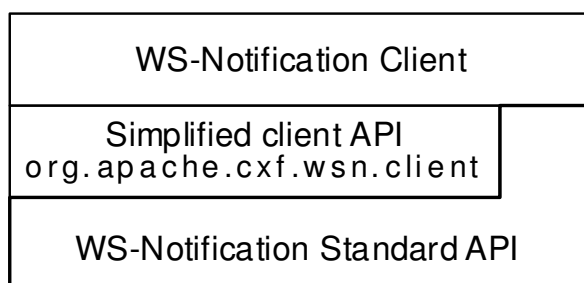 WS-Notification Client
Simplified client API
org.apache.cxf.wsn.client
WS-Notification Standard API